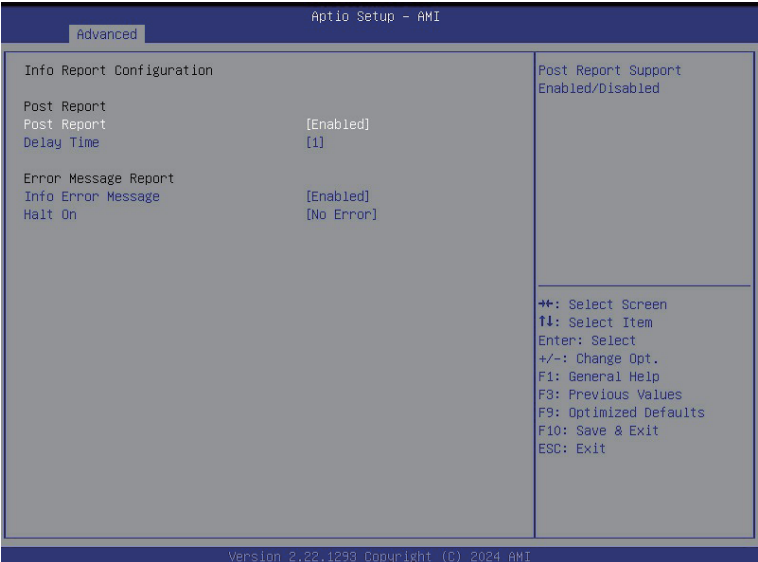 Aptio Setup – AMI
Advanced
Info Report Configuration
Post Report
Post Report [Enabled]
Delay Time [1]
Error Message Report
Info Error Message [Enabled]
Halt On [No Error]
Post Report Support
Enabled/Disabled
→←: Select Screen
↑↓: Select Item
Enter: Select
+/-: Change Opt.
F1: General Help
F3: Previous Values
F9: Optimized Defaults
F10: Save & Exit
ESC: Exit
Version 2.22.1293 Copyright (C) 2024 AMI